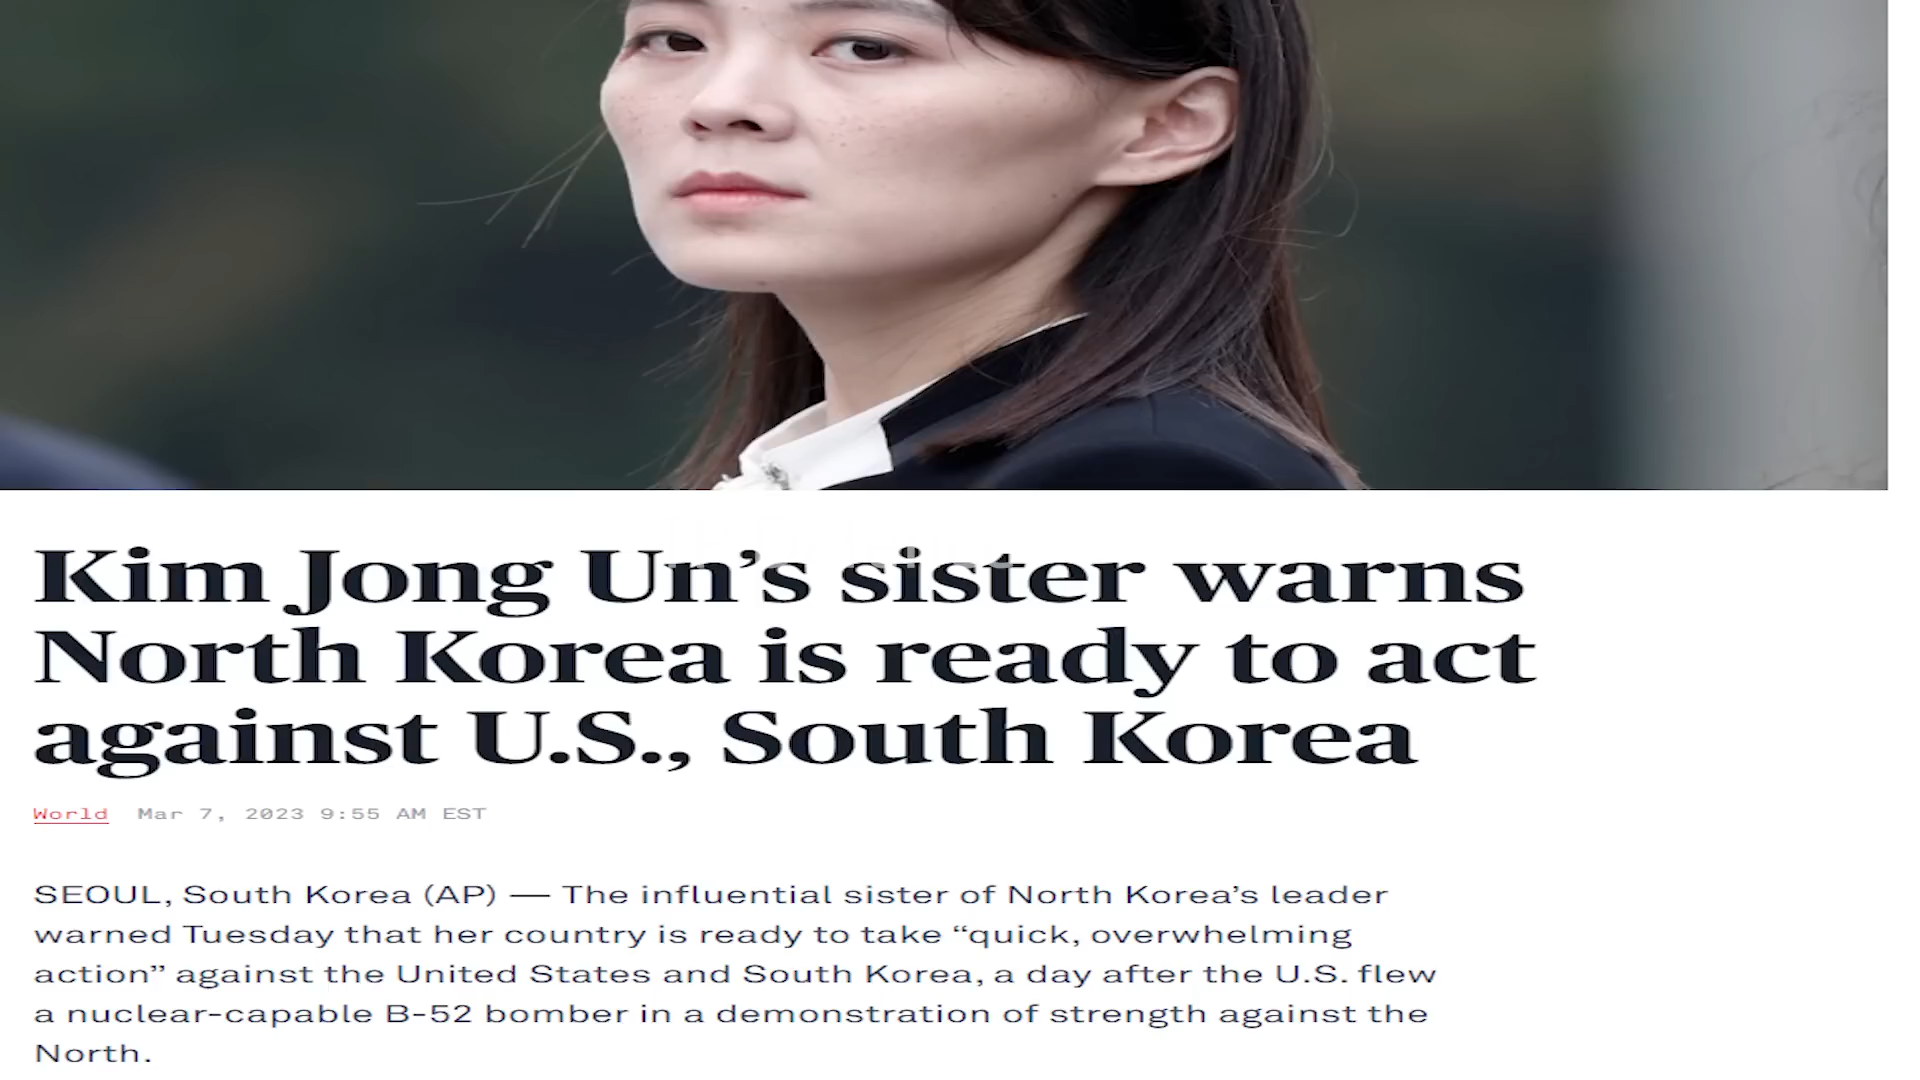 Kim Jong Un’s sister warns
North Korea is ready to act
against U.S., South Korea
World Mar 7, 2023 9:55 AM EST
SEOUL, South Korea (AP) — The influential sister of North Korea’s leader
warned Tuesday that her country is ready to take “quick, overwhelming
action” against the United States and South Korea, a day after the U.S. flew
a nuclear-capable B-52 bomber in a demonstration of strength against the
North.